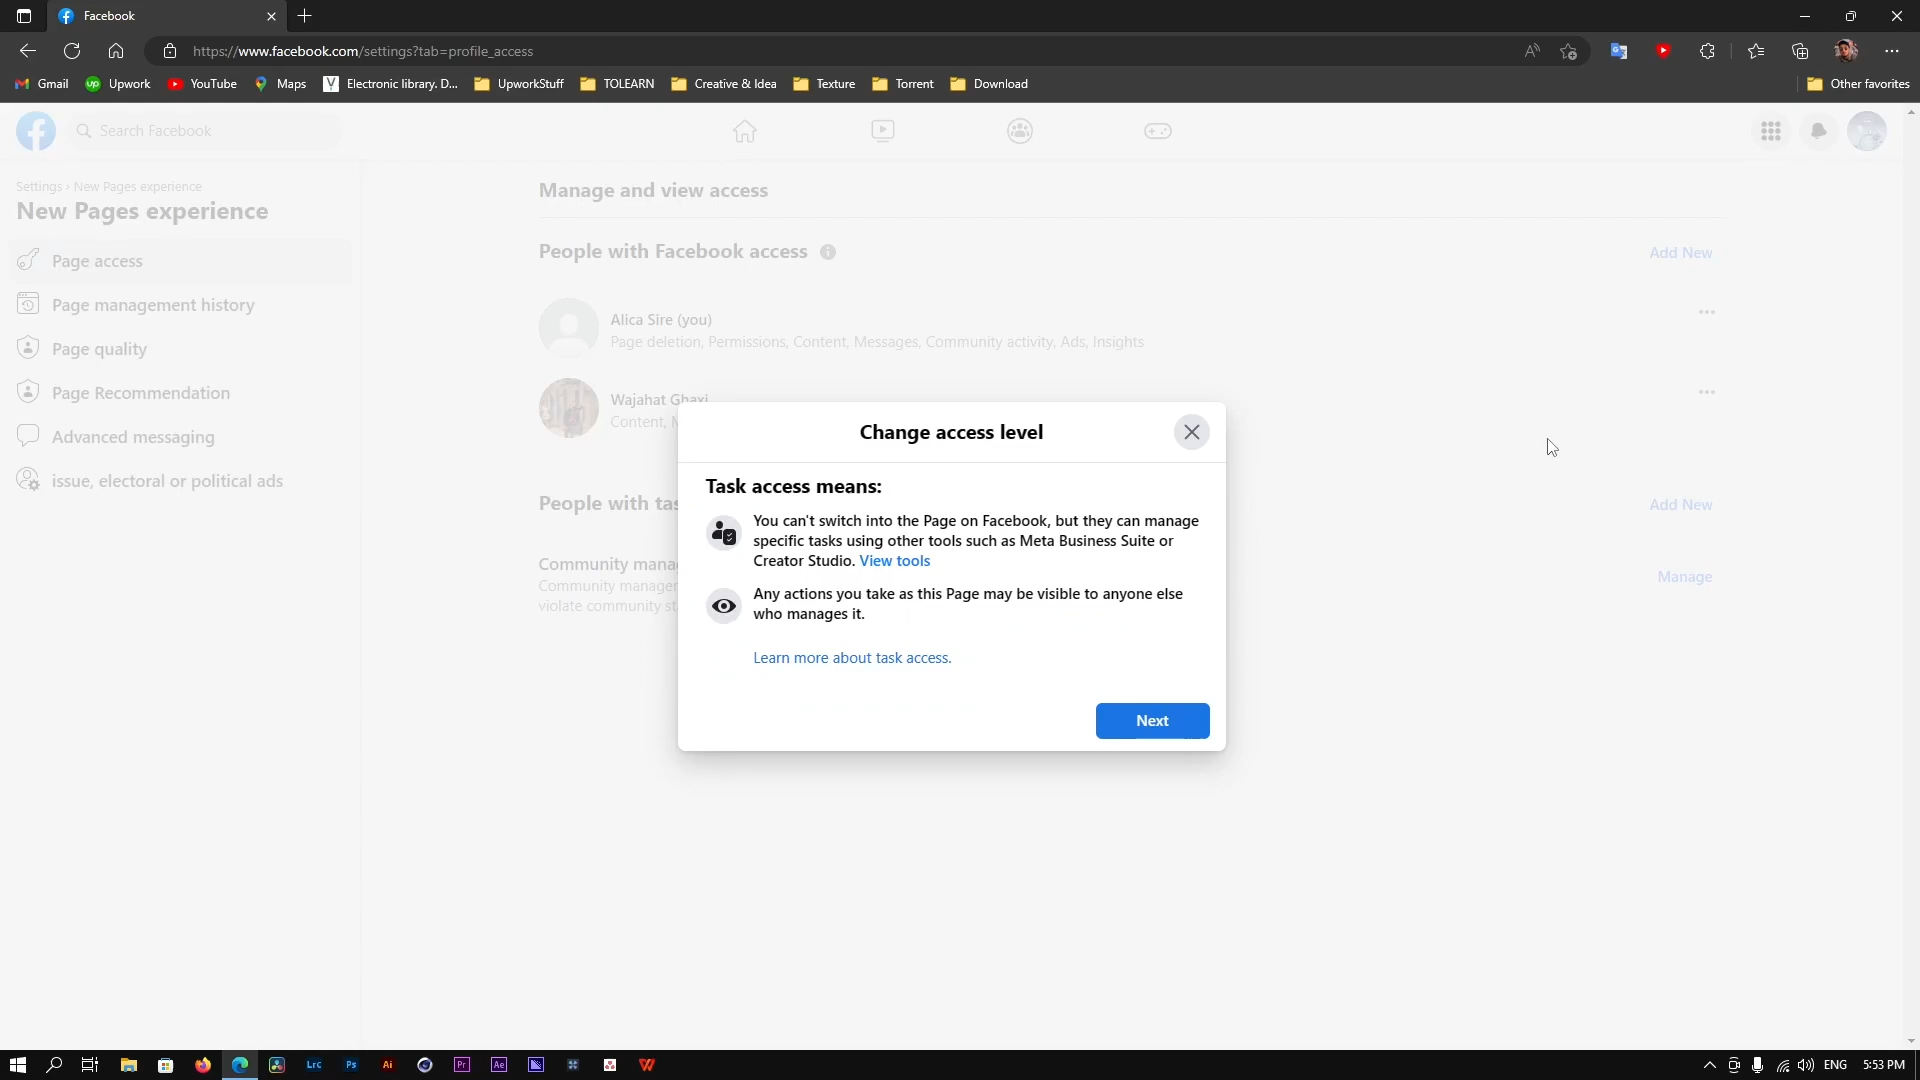 Facebook
https://www.facebook.com/settings?tab=profile_access
Gmail
Upwork
YouTube
Maps
Electronic library. D...
UpworkStuff
TOLEARN
Creative & Idea
Texture
Torrent
Download
Other favorites
Search Facebook
Settings › New Pages experience
New Pages experience
Page access
Page management history
Page quality
Page Recommendation
Advanced messaging
issue, electoral or political ads
Manage and view access
People with Facebook access
Add New
Alica Sire (you)
Page deletion, Permissions, Content, Messages, Community activity, Ads, Insights
Wajahat Ghaxi
Content, M
People with tas
Add New
Community mana
Community manager
violate community st
Manage
Change access level
Task access means:
You can't switch into the Page on Facebook, but they can manage
specific tasks using other tools such as Meta Business Suite or
Creator Studio. View tools
Any actions you take as this Page may be visible to anyone else
who manages it.
Learn more about task access.
Next
Lrc
Ps
Ai
Pr
Ae
ENG
5:53 PM